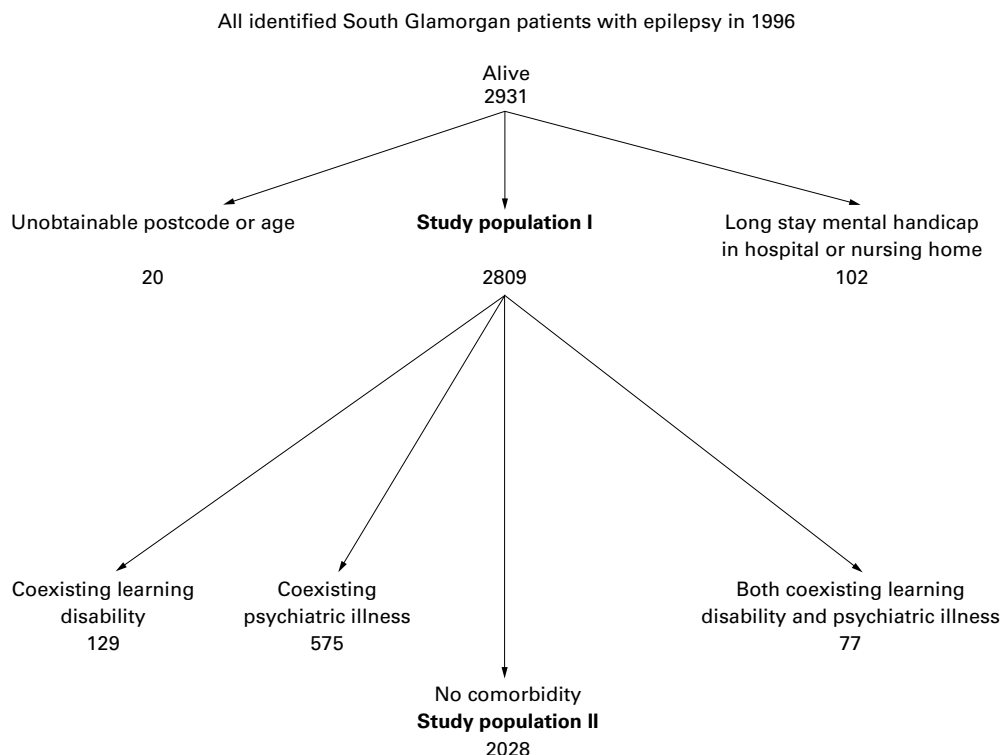 All identified South Glamorgan patients with epilepsy in 1996
Alive
2931
Unobtainable postcode or age
20
Study population I
2809
Long stay mental handicap
in hospital or nursing home
102
Coexisting learning
disability
129
Coexisting
psychiatric illness
575
Both coexisting learning
disability and psychiatric illness
77
No comorbidity
Study population II
2028